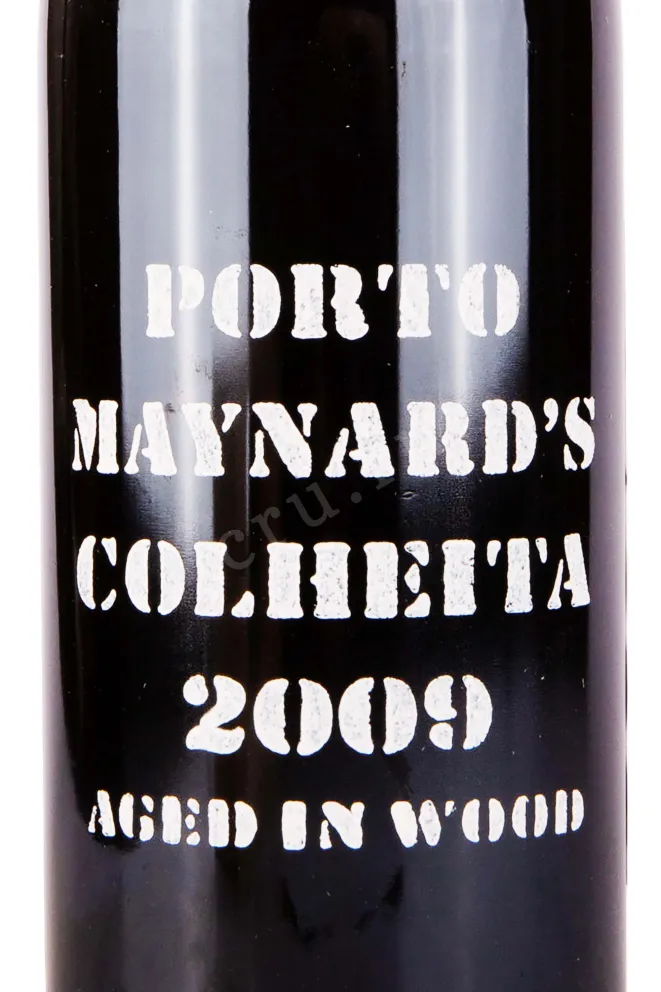 PORTO
MAYNARD'S
COLHEITA
2009
AGED IN WOOD